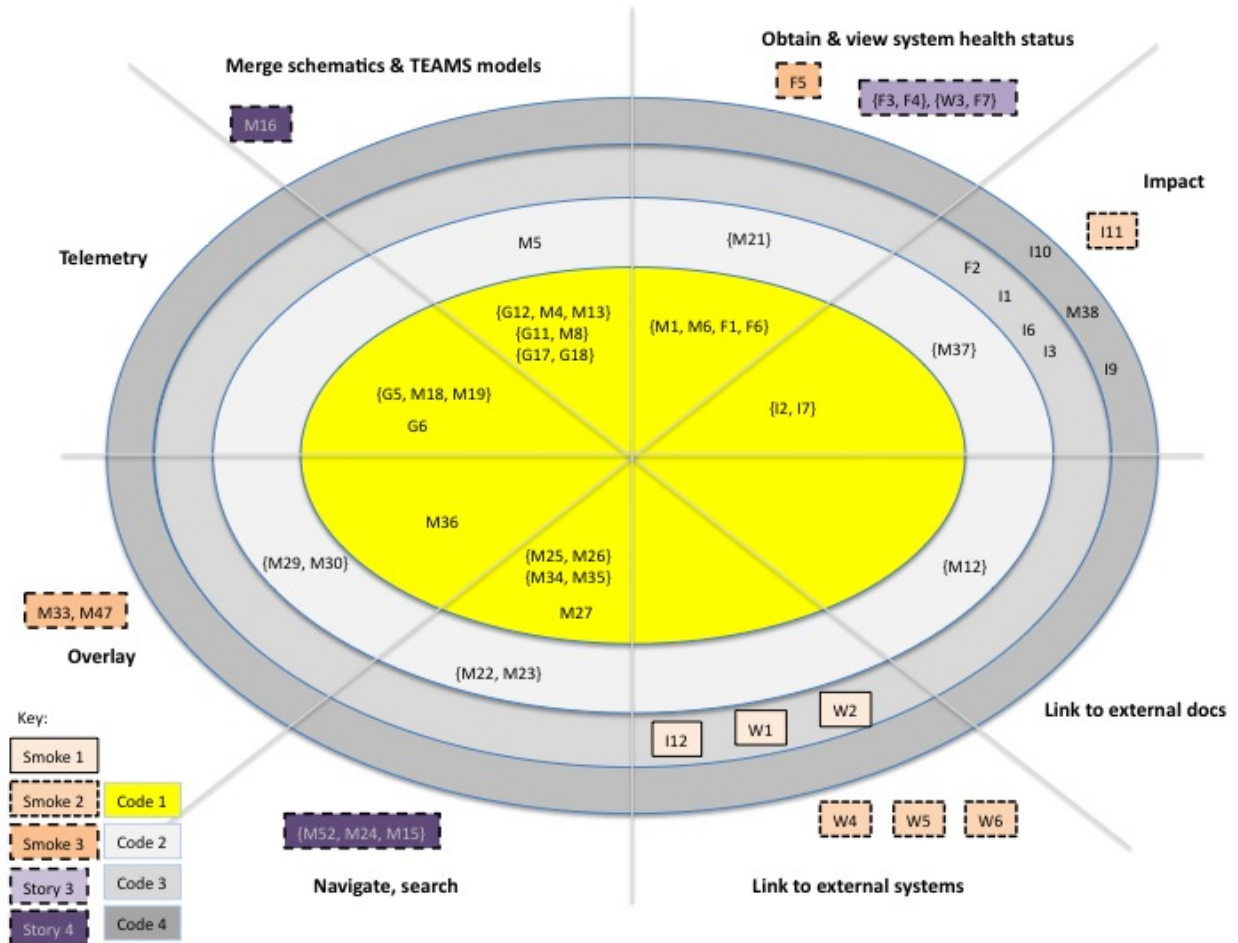 Obtain & view system health status
Merge schematics & TEAMS models
F5
{F3, F4}, {W3, F7}
M16
Impact
I11
M5
{M21}
I10
Telemetry
F2
I1
{G12, M4, M13}
{M1, M6, F1, F6}
M38
{G11, M8}
I6
{G17, G18}
{M37}
I3
I9
{G5, M18, M19}
{I2, I7}
G6
M36
{M25, M26}
{M29, M30}
{M12}
{M34, M35}
M33, M47
M27
Overlay
{M22, M23}
Link to external docs
W2
Key:
W1
I12
Smoke 1
Smoke 2
Code 1
W4
W5
W6
{M52, M24, M15}
Smoke 3
Code 2
Story 3
Code 3
Navigate, search
Link to external systems
Story 4
Code 4